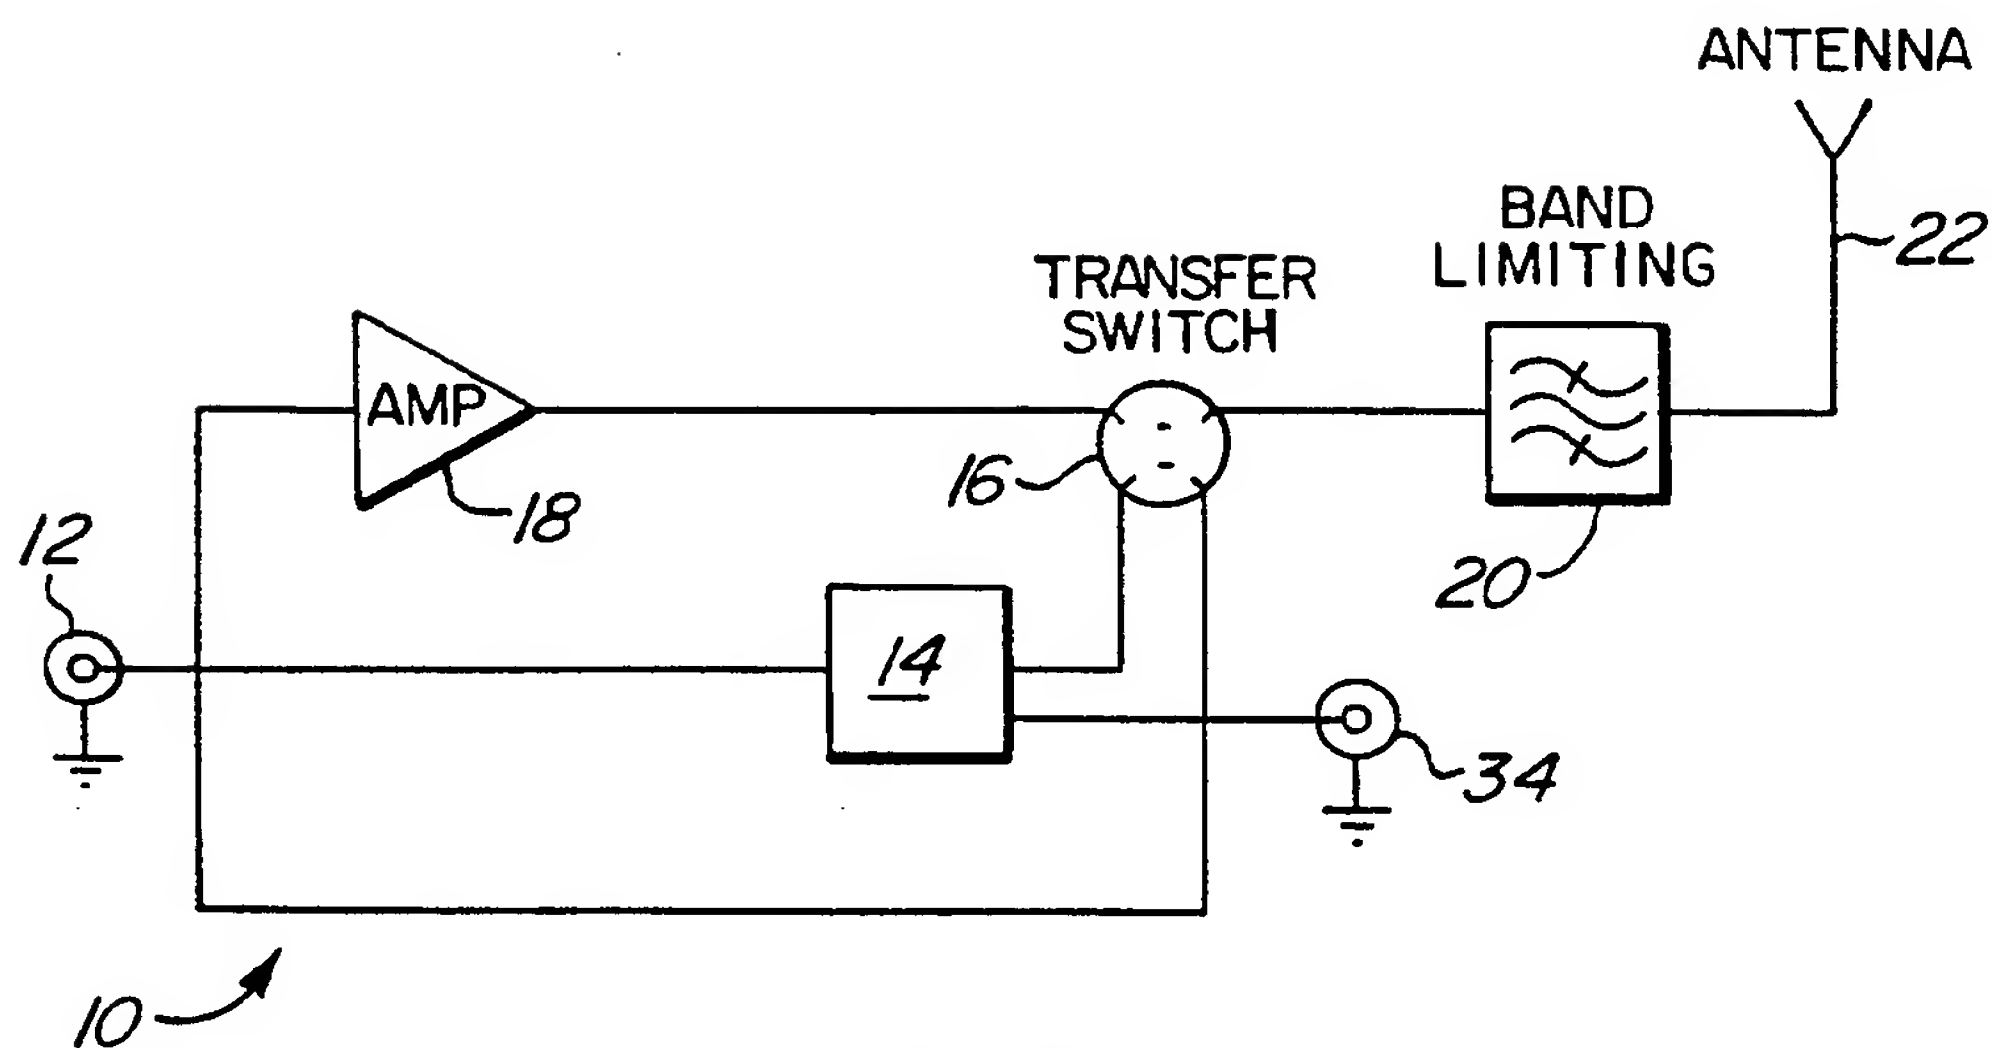 ANTENNA
BAND
LIMITING
22
TRANSFER
SWITCH
AMP
16
18
12
20
14
34
10